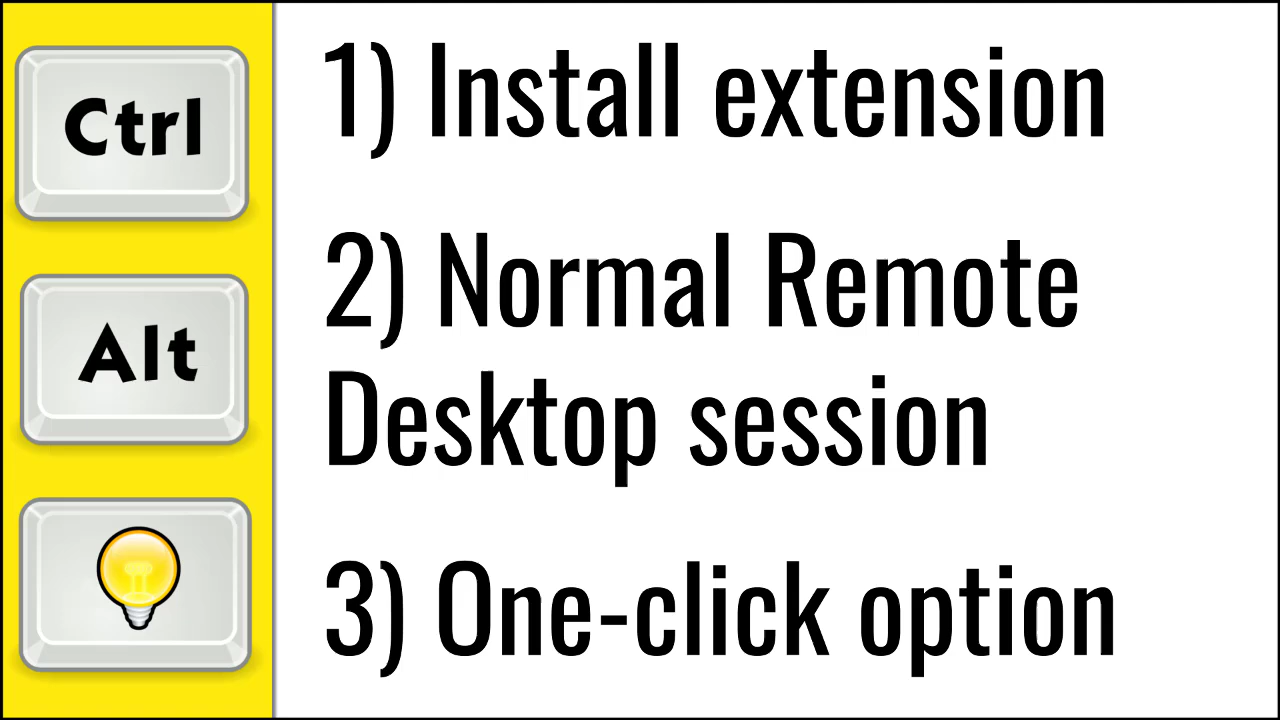 Ctrl
Alt
1) Install extension
2) Normal Remote
Desktop session
3) One-click option